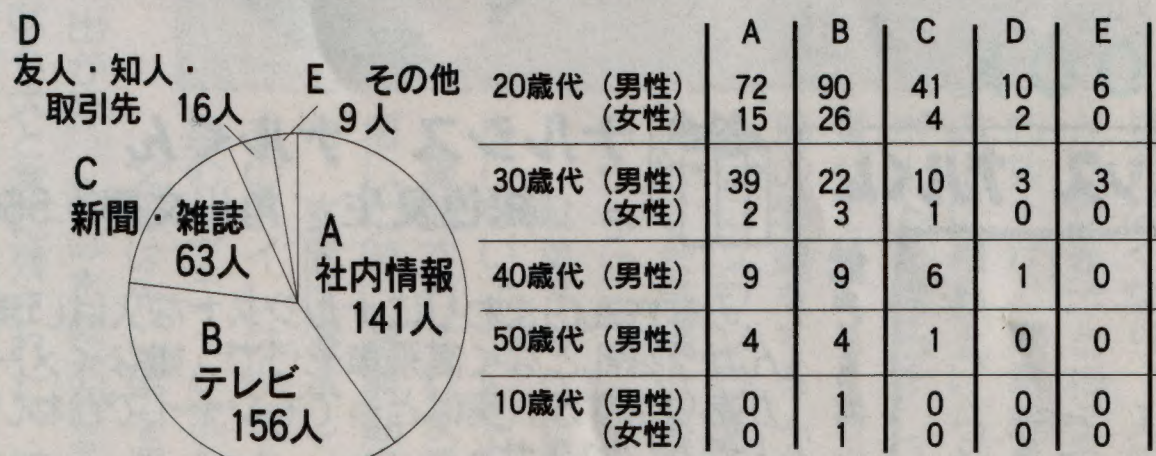 D
友人・知人・
取引先 16人
E その他
9人
C
新聞・雑誌
63人
A
社内情報
141人
B
テレビ
156人
A B C D E
20歳代（男性） 72 90 41 10 6
（女性） 15 26 4 2 0
30歳代（男性） 39 22 10 3 3
（女性） 2 3 1 0 0
40歳代（男性） 9 9 6 1 0
50歳代（男性） 4 4 1 0 0
10歳代（男性） 0 1 0 0 0
（女性） 0 1 0 0 0